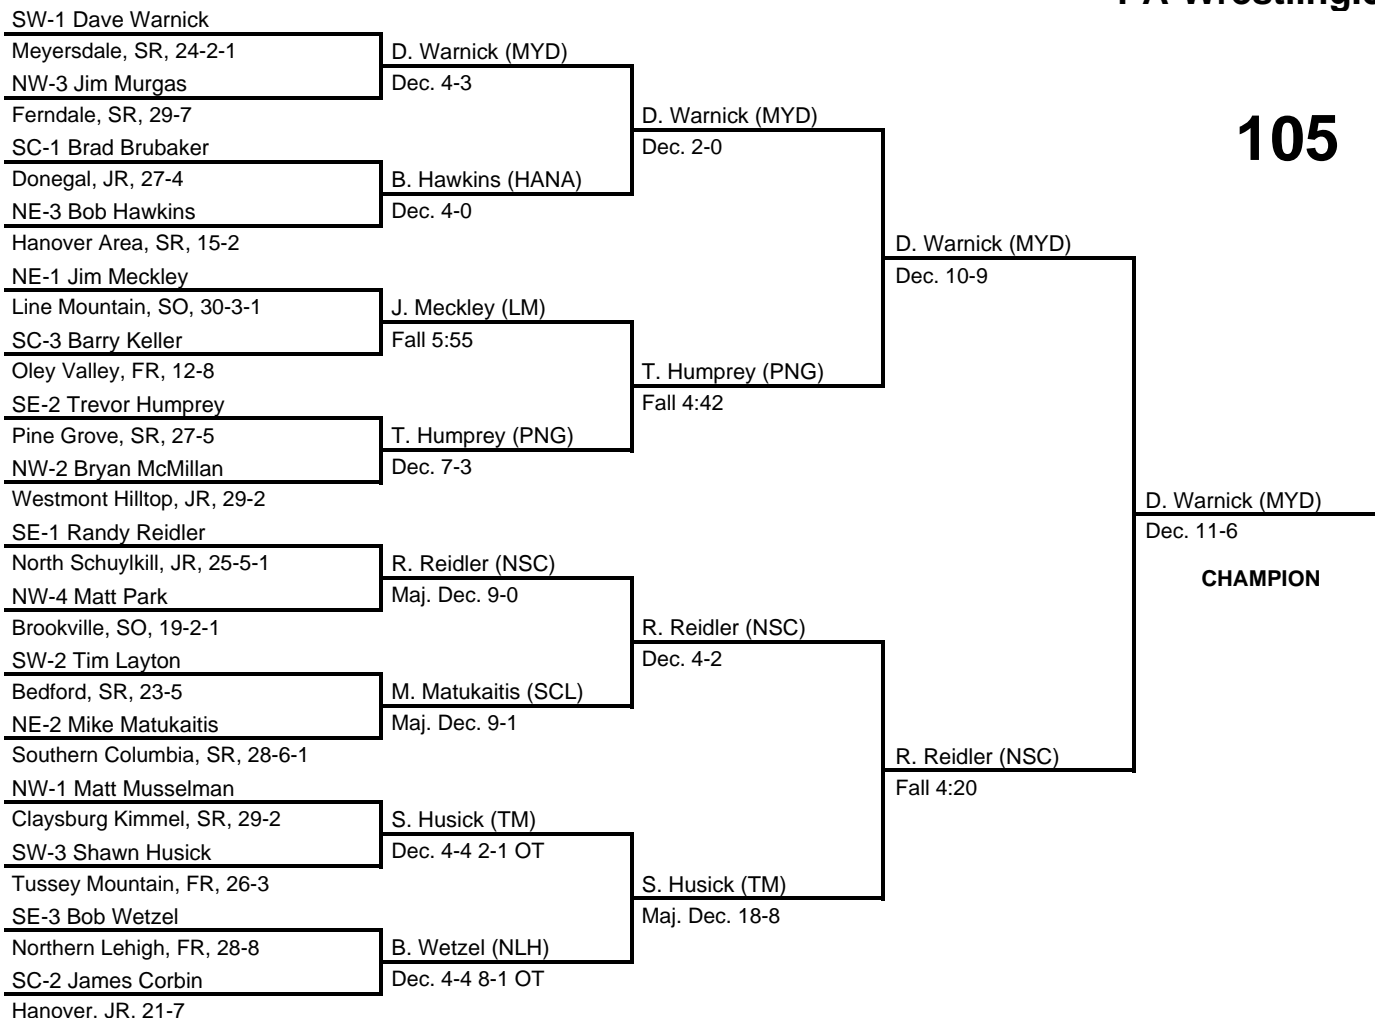 SW-1 Dave Warnick
Meyersdale, SR, 24-2-1
NW-3 Jim Murgas
Ferndale, SR, 29-7
SC-1 Brad Brubaker
Donegal, JR, 27-4
NE-3 Bob Hawkins
Hanover Area, SR, 15-2
NE-1 Jim Meckley
Line Mountain, SO, 30-3-1
SC-3 Barry Keller
Oley Valley, FR, 12-8
SE-2 Trevor Humprey
Pine Grove, SR, 27-5
NW-2 Bryan McMillan
Westmont Hilltop, JR, 29-2
SE-1 Randy Reidler
North Schuylkill, JR, 25-5-1
NW-4 Matt Park
Brookville, SO, 19-2-1
SW-2 Tim Layton
Bedford, SR, 23-5
NE-2 Mike Matukaitis
Southern Columbia, SR, 28-6-1
NW-1 Matt Musselman
Claysburg Kimmel, SR, 29-2
SW-3 Shawn Husick
Tussey Mountain, FR, 26-3
SE-3 Bob Wetzel
Northern Lehigh, FR, 28-8
SC-2 James Corbin
Hanover, JR, 21-7
D. Warnick (MYD)
Dec. 4-3
B. Hawkins (HANA)
Dec. 4-0
J. Meckley (LM)
Fall 5:55
T. Humprey (PNG)
Dec. 7-3
R. Reidler (NSC)
Maj. Dec. 9-0
M. Matukaitis (SCL)
Maj. Dec. 9-1
S. Husick (TM)
Dec. 4-4 2-1 OT
B. Wetzel (NLH)
Dec. 4-4 8-1 OT
D. Warnick (MYD)
Dec. 2-0
T. Humprey (PNG)
Fall 4:42
R. Reidler (NSC)
Dec. 4-2
S. Husick (TM)
Maj. Dec. 18-8
D. Warnick (MYD)
Dec. 10-9
R. Reidler (NSC)
Fall 4:20
105
D. Warnick (MYD)
Dec. 11-6
CHAMPION